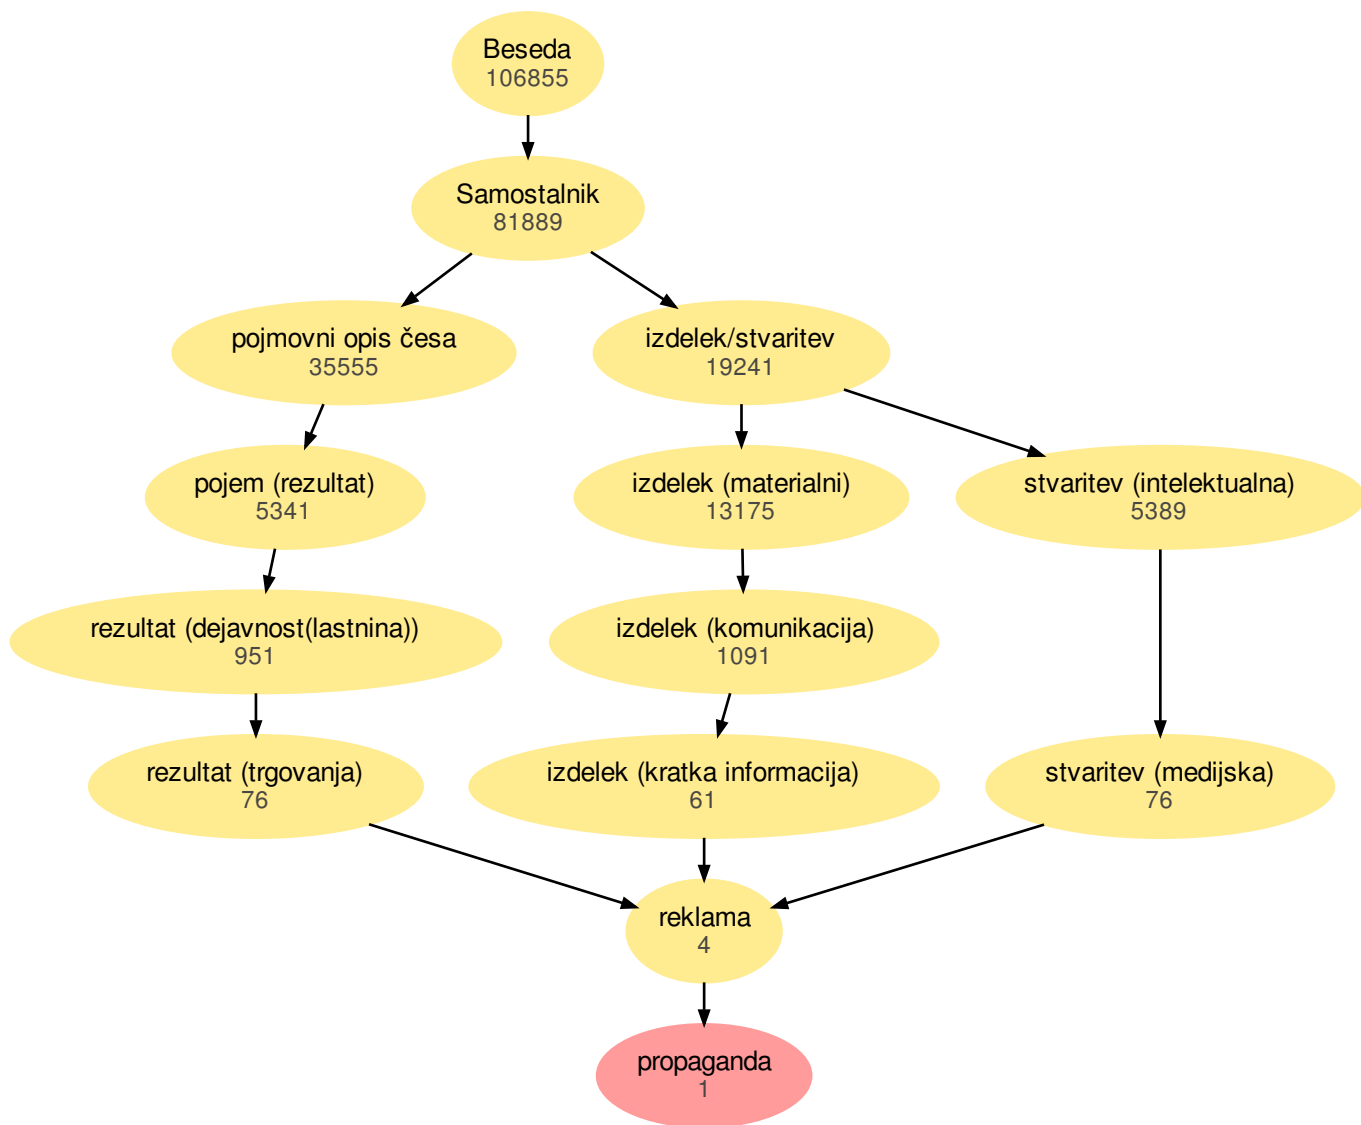 Beseda
106855
Samostalnik
81889
pojmovni opis česa
35555
izdelek/stvaritev
19241
pojem (rezultat)
5341
izdelek (materialni)
13175
stvaritev (intelektualna)
5389
rezultat (dejavnost(lastnina))
951
izdelek (komunikacija)
1091
rezultat (trgovanja)
76
izdelek (kratka informacija)
61
stvaritev (medijska)
76
reklama
4
propaganda
1